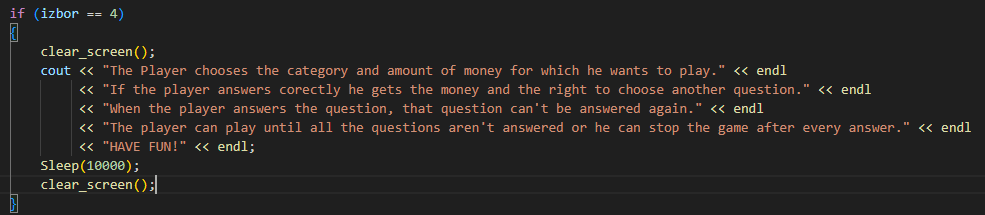 if (izbor == 4)
{
    clear_screen();
    cout << "The Player chooses the category and amount of money for which he wants to play." << endl
         << "If the player answers corectly he gets the money and the right to choose another question." << endl
         << "When the player answers the question, that question can't be answered again." << endl
         << "The player can play until all the questions aren't answered or he can stop the game after every answer." << endl
         << "HAVE FUN!" << endl;
    Sleep(10000);
    clear_screen();
}